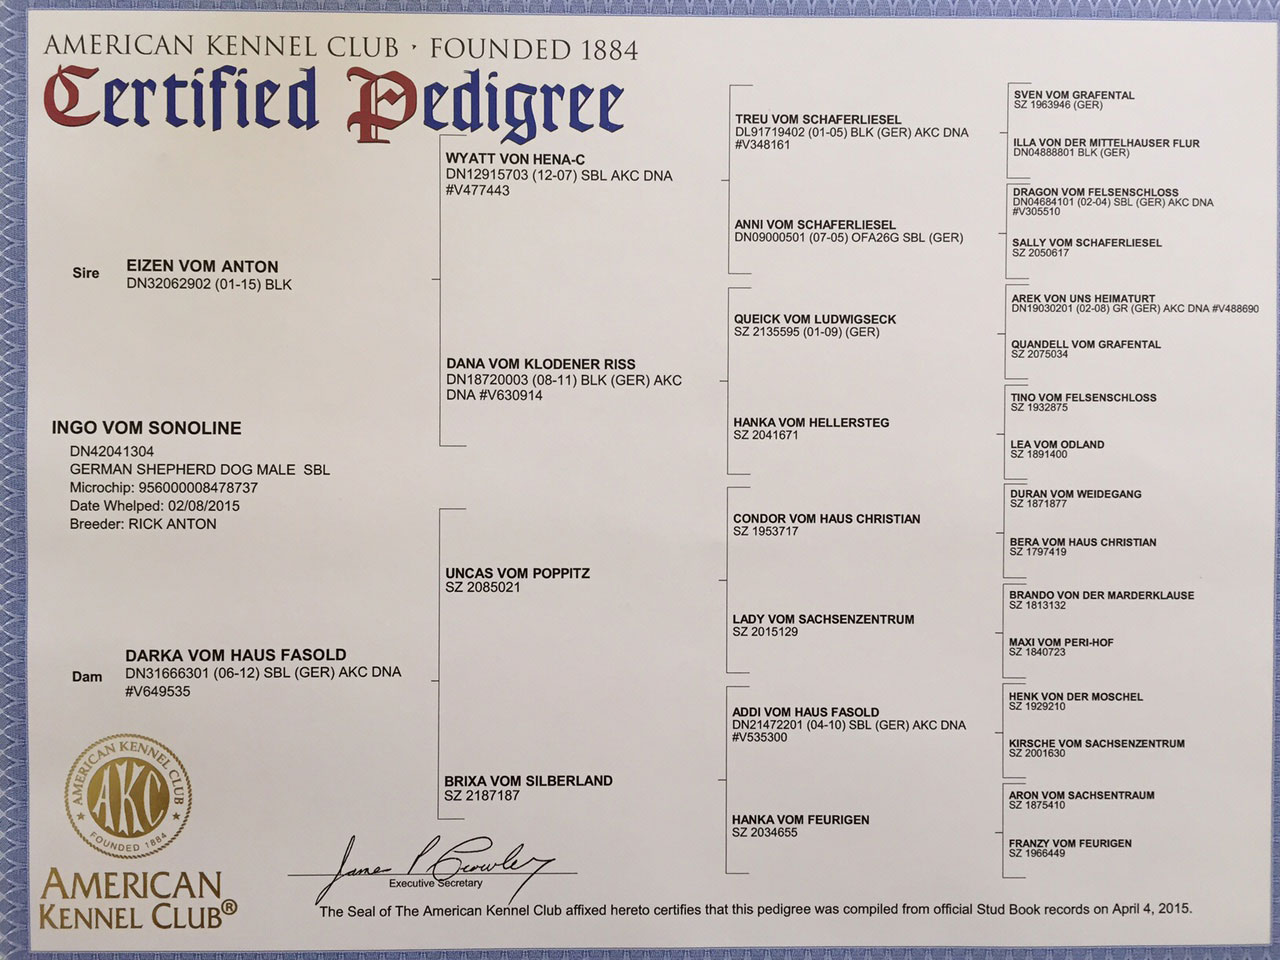 AMERICAN KENNEL CLUB · FOUNDED 1884
Certified Pedigree
Sire
EIZEN VOM ANTON
DN32062902 (01-15) BLK
INGO VOM SONOLINE
DN42041304
GERMAN SHEPHERD DOG MALE SBL
Microchip: 956000008478737
Date Whelped: 02/08/2015
Breeder: RICK ANTON
Dam
DARKA VOM HAUS FASOLD
DN31666301 (06-12) SBL (GER) AKC DNA
#V649535
WYATT VON HENA-C
DN12915703 (12-07) SBL AKC DNA
#V477443
DANA VOM KLODENER RISS
DN18720003 (08-11) BLK (GER) AKC
DNA #V630914
UNCAS VOM POPPITZ
SZ 2085021
BRIXA VOM SILBERLAND
SZ 2187187
TREU VOM SCHAFERLIESEL
DL91719402 (01-05) BLK (GER) AKC DNA
#V348161
ANNI VOM SCHAFERLIESEL
DN09000501 (07-05) OFA26G SBL (GER)
QUEICK VOM LUDWIGSECK
SZ 2135595 (01-09) (GER)
HANKA VOM HELLERSTEG
SZ 2041671
CONDOR VOM HAUS CHRISTIAN
SZ 1953717
LADY VOM SACHSENZENTRUM
SZ 2015129
ADDI VOM HAUS FASOLD
DN21472201 (04-10) SBL (GER) AKC DNA
#V535300
HANKA VOM FEURIGEN
SZ 2034655
SVEN VOM GRAFENTAL
SZ 1963946 (GER)
ILLA VON DER MITTELHAUSER FLUR
DN04888801 BLK (GER)
DRAGON VOM FELSENSCHLOSS
DN04684101 (02-04) SBL (GER) AKC DNA
#V305510
SALLY VOM SCHAFERLIESEL
SZ 2050617
AREK VON UNS HEIMATURT
DN19030201 (02-08) GR (GER) AKC DNA #V488690
QUANDELL VOM GRAFENTAL
SZ 2075034
TINO VOM FELSENSCHLOSS
SZ 1932875
LEA VOM ODLAND
SZ 1891400
DURAN VOM WEIDEGANG
SZ 1871877
BERA VOM HAUS CHRISTIAN
SZ 1797419
BRANDO VON DER MARDERKLAUSE
SZ 1813132
MAXI VOM PERI-HOF
SZ 1840723
HENK VON DER MOSCHEL
SZ 1929210
KIRSCHE VOM SACHSENZENTRUM
SZ 2001630
ARON VOM SACHSENTRAUM
SZ 1875410
FRANZY VOM FEURIGEN
SZ 1966449
AMERICAN KENNEL CLUB
AKC
FOUNDED 1884
AMERICAN
KENNEL CLUB®
James P Crowley
Executive Secretary
The Seal of The American Kennel Club affixed hereto certifies that this pedigree was compiled from official Stud Book records on April 4, 2015.